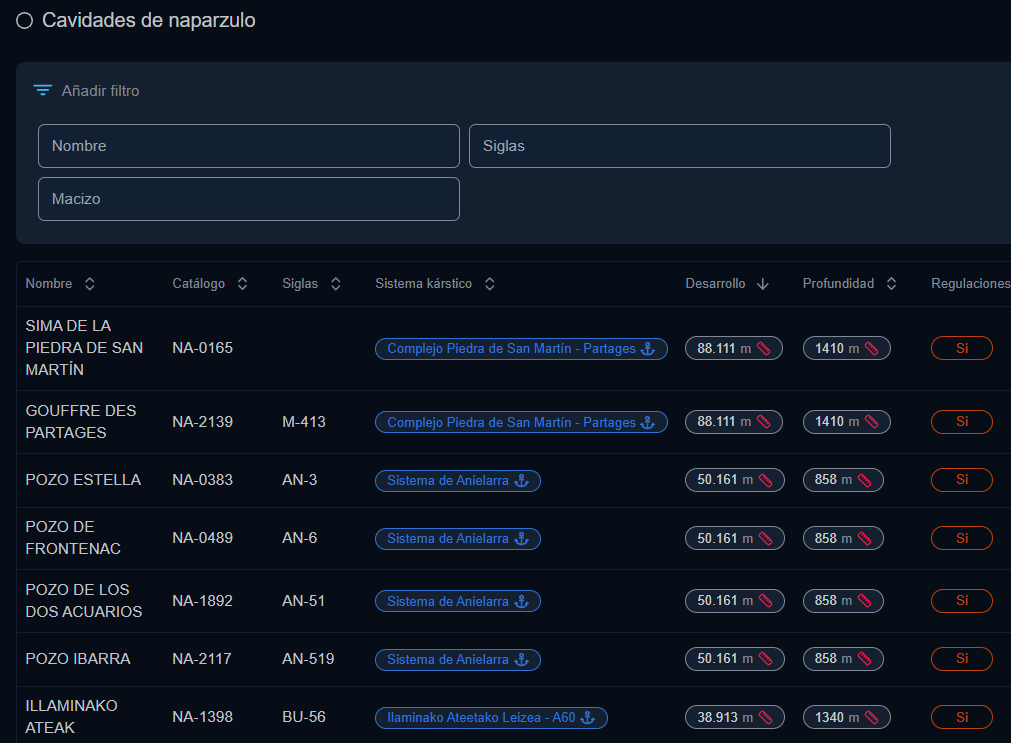 Cavidades de naparzulo
Añadir filtro
Nombre Siglas
Macizo
Nombre Catálogo Siglas Sistema kárstico Desarrollo Profundidad Regulaciones
SIMA DE LA
PIEDRA DE SAN
MARTÍN
NA-0165 Complejo Piedra de San Martín - Partages 88.111 m 1410 m Si
GOUFFRE DES
PARTAGES
NA-2139 M-413 Complejo Piedra de San Martín - Partages 88.111 m 1410 m Si
POZO ESTELLA NA-0383 AN-3 Sistema de Anielarra 50.161 m 858 m Si
POZO DE
FRONTENAC
NA-0489 AN-6 Sistema de Anielarra 50.161 m 858 m Si
POZO DE LOS
DOS ACUARIOS
NA-1892 AN-51 Sistema de Anielarra 50.161 m 858 m Si
POZO IBARRA NA-2117 AN-519 Sistema de Anielarra 50.161 m 858 m Si
ILLAMINAKO
ATEAK
NA-1398 BU-56 Ilaminako Ateetako Leizea - A60 38.913 m 1340 m Si